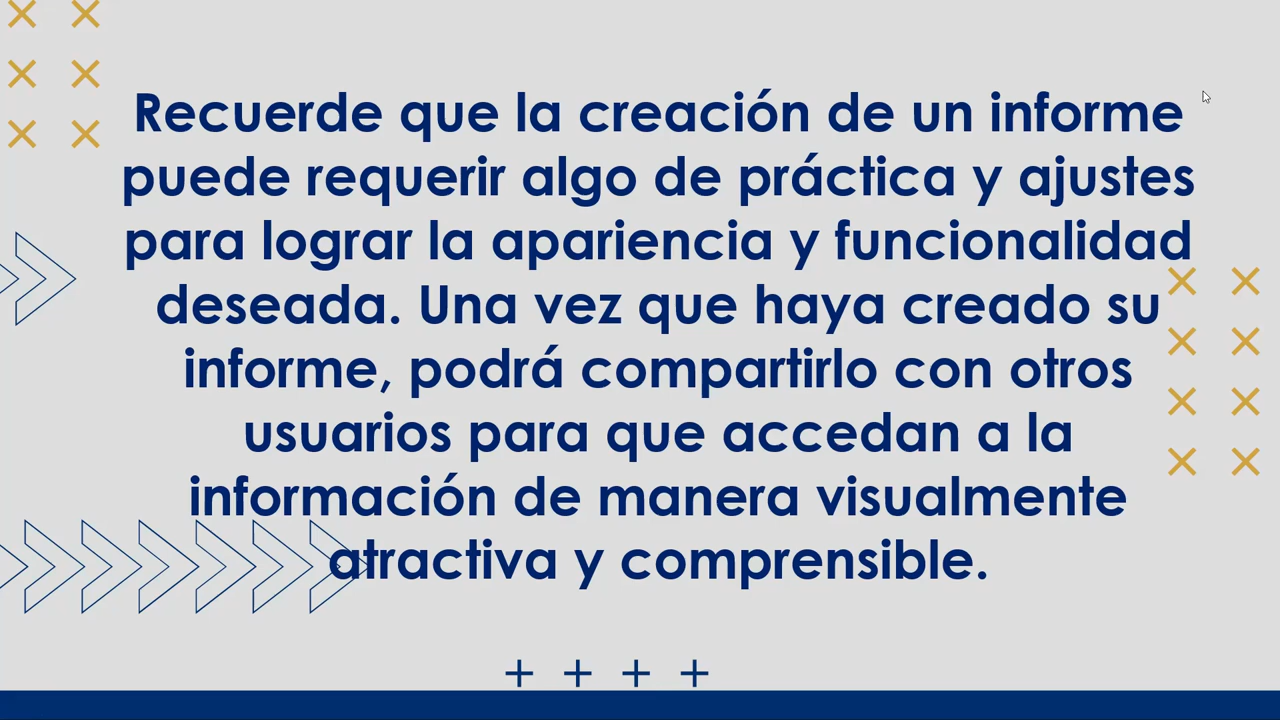 Recuerde que la creación de un informe
puede requerir algo de práctica y ajustes
para lograr la apariencia y funcionalidad
deseada. Una vez que haya creado su
informe, podrá compartirlo con otros
usuarios para que accedan a la
información de manera visualmente
atractiva y comprensible.